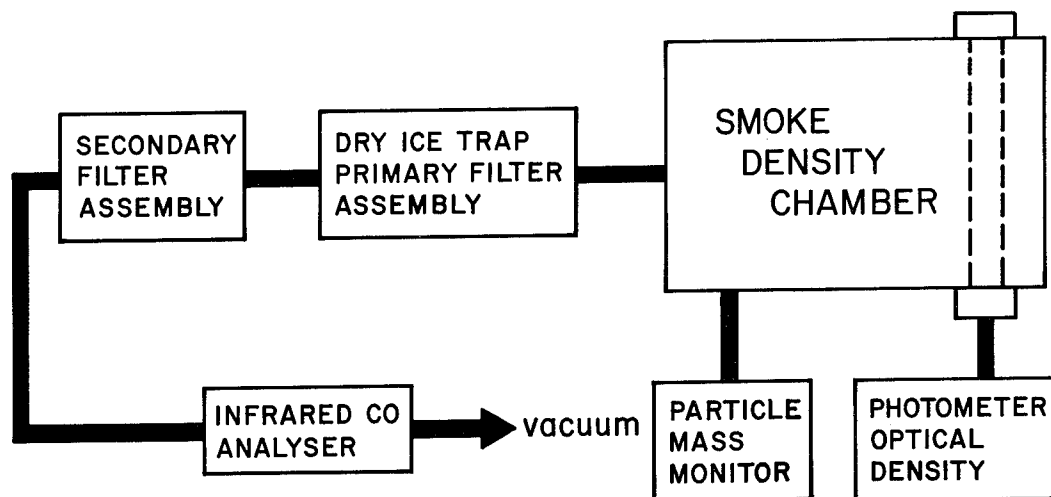 SMOKE
DENSITY
CHAMBER
SECONDARY
FILTER
ASSEMBLY
DRY ICE TRAP
PRIMARY FILTER
ASSEMBLY
INFRARED CO
ANALYSER
vacuum
PARTICLE
MASS
MONITOR
PHOTOMETER
OPTICAL
DENSITY